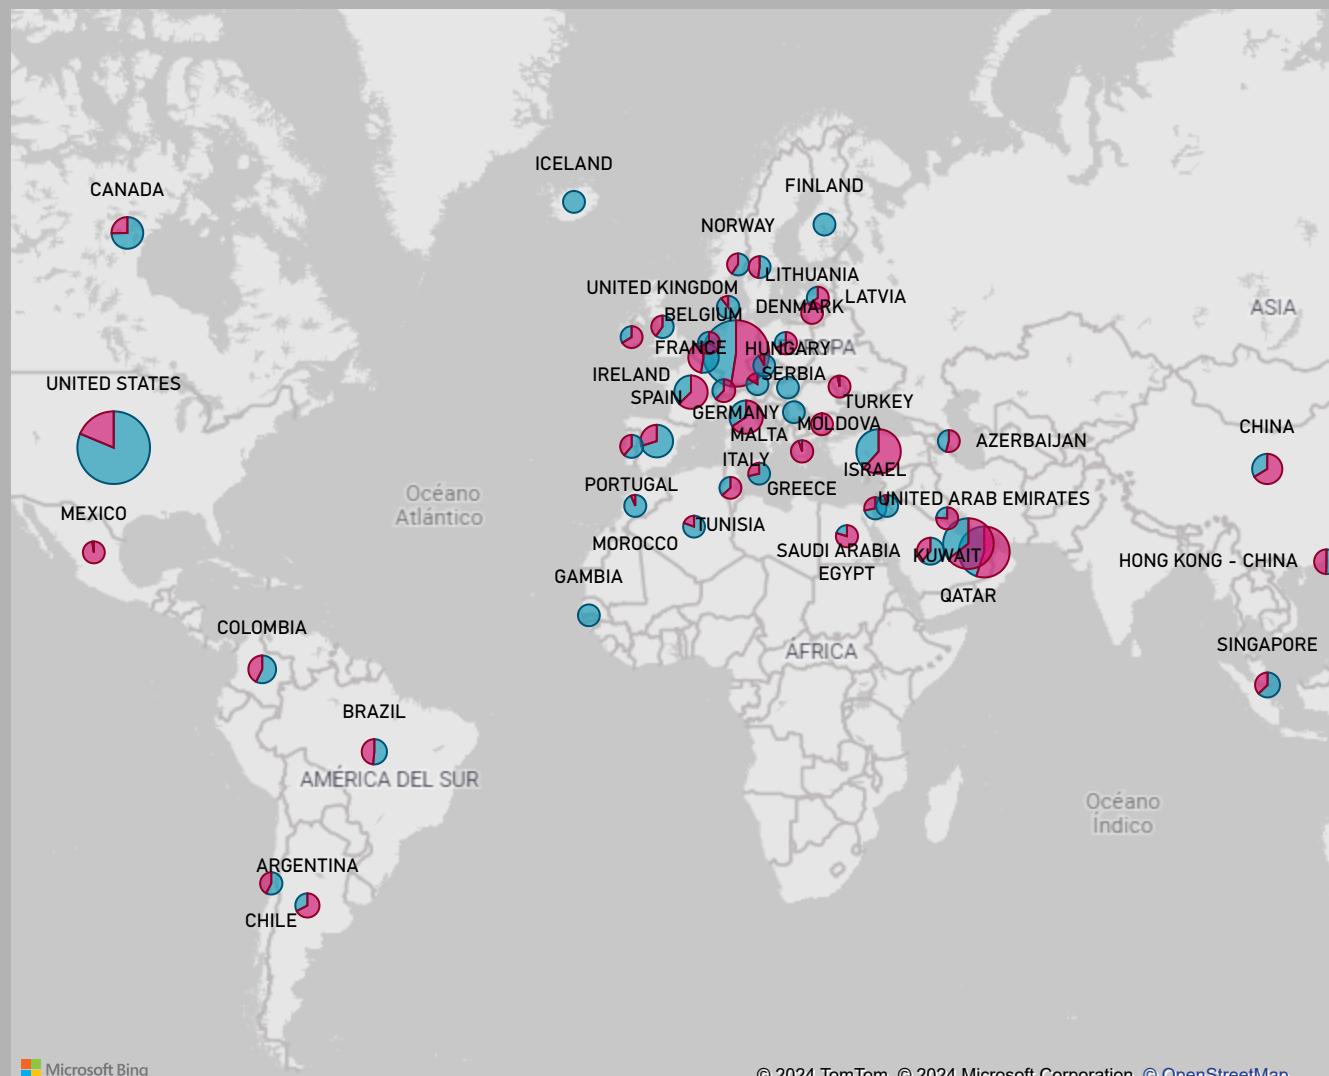 ICELAND
CANADA
FINLAND
NORWAY
LITHUANIA
UNITED KINGDOM
LATVIA
DENMARK
BELGIUM
ASIA
FRANCE
HUNGARY
OPA
IRELAND
SERBIA
UNITED STATES
SPAIN
TURKEY
GERMANY
MOLDOVA
CHINA
MALTA
AZERBAIJAN
ITALY
ISRAEL
PORTUGAL
GREECE
UNITED ARAB EMIRATES
Océano
Atlántico
MEXICO
TUNISIA
MOROCCO
SAUDI ARABIA
KUWAIT
HONG KONG - CHINA
EGYPT
GAMBIA
QATAR
COLOMBIA
ÁFRICA
SINGAPORE
BRAZIL
AMÉRICA DEL SUR
Océano
Índico
ARGENTINA
CHILE
Microsoft Bing
© 2024 TomTom, © 2024 Microsoft Corporation, © OpenStreetMap